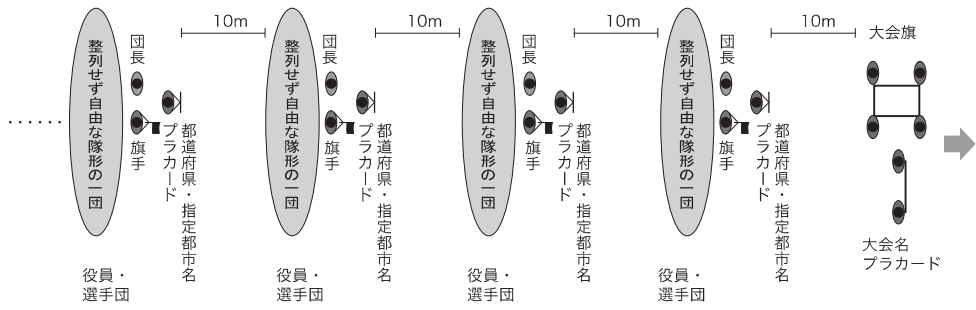 10m
10m
10m
10m
大会旗
団長
団長
団長
団長
整列せず自由な隊形の一団
整列せず自由な隊形の一団
整列せず自由な隊形の一団
整列せず自由な隊形の一団
旗手
プラカード
都道府県・指定都市名
旗手
プラカード
都道府県・指定都市名
旗手
プラカード
都道府県・指定都市名
旗手
プラカード
都道府県・指定都市名
大会名
プラカード
役員・
選手団
役員・
選手団
役員・
選手団
役員・
選手団